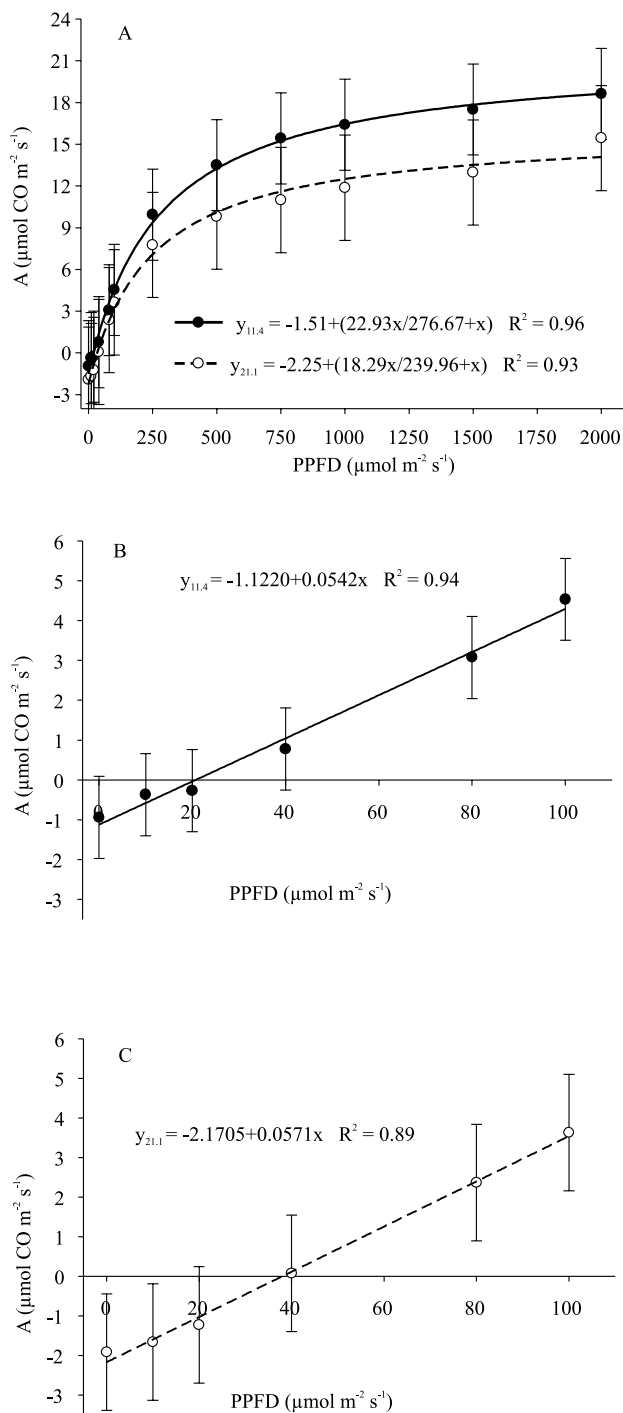 A
24
21
18
15
12
9
6
3
0
-3
A (µmol CO m⁻² s⁻¹)
y₁₁.₄ = -1.51+(22.93x/276.67+x) R² = 0.96
y₂₁.₁ = -2.25+(18.29x/239.96+x) R² = 0.93
0 250 500 750 1000 1250 1500 1750 2000
PPFD (µmol m⁻² s⁻¹)
B
6
5
4
3
2
1
0
-1
-2
-3
A (µmol CO m⁻² s⁻¹)
y₁₁.₄ = -1.1220+0.0542x R² = 0.94
0 20 40 60 80 100
PPFD (µmol m⁻² s⁻¹)
C
6
5
4
3
2
1
0
-1
-2
-3
A (µmol CO m⁻² s⁻¹)
y₂₁.₁ = -2.1705+0.0571x R² = 0.89
0 20 40 60 80 100
PPFD (µmol m⁻² s⁻¹)